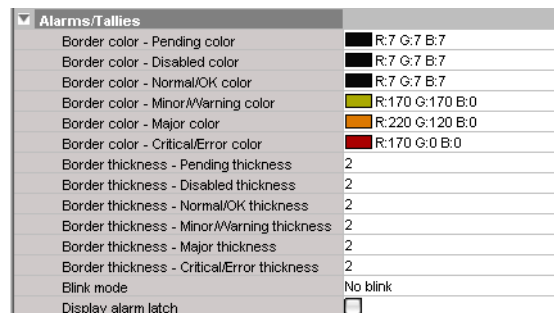 Alarms/Tallies
Border color - Pending color R:7 G:7 B:7
Border color - Disabled color R:7 G:7 B:7
Border color - Normal/OK color R:7 G:7 B:7
Border color - Minor/Warning color R:170 G:170 B:0
Border color - Major color R:220 G:120 B:0
Border color - Critical/Error color R:170 G:0 B:0
Border thickness - Pending thickness 2
Border thickness - Disabled thickness 2
Border thickness - Normal/OK thickness 2
Border thickness - Minor/Warning thickness 2
Border thickness - Major thickness 2
Border thickness - Critical/Error thickness 2
Blink mode No blink
Display alarm latch